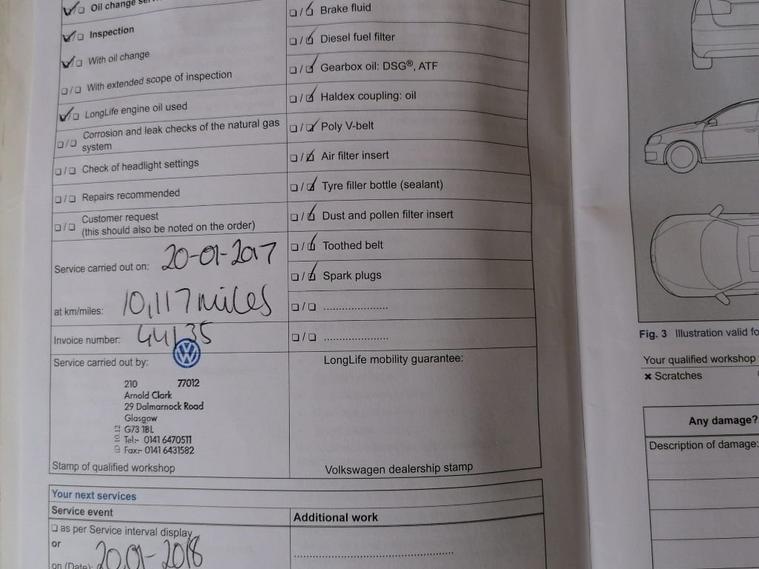 Oil change
Inspection
With oil change
With extended scope of inspection
LongLife engine oil used
Corrosion and leak checks of the natural gas
system
Check of headlight settings
Repairs recommended
Customer request
(this should also be noted on the order)
Service carried out on: 20-01-2017
at km/miles: 10,117 miles
Invoice number: 44135
Service carried out by:
210 77012
Arnold Clark
29 Dalmarnock Road
Glasgow
G73 1BL
Tel:- 0141 6470511
Fax:- 0141 6431582
Stamp of qualified workshop
Brake fluid
Diesel fuel filter
Gearbox oil: DSG®, ATF
Haldex coupling: oil
Poly V-belt
Air filter insert
Tyre filler bottle (sealant)
Dust and pollen filter insert
Toothed belt
Spark plugs
LongLife mobility guarantee:
Volkswagen dealership stamp
Your next services
Service event
Additional work
as per Service interval display
or
on (Date): 20-01-2018
Fig. 3 Illustration valid fo
Your qualified workshop
× Scratches
Any damage?
Description of damage: